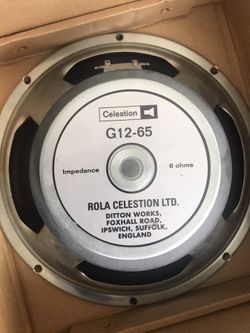 Celestion
G12-65
Impedance 8 ohms
ROLA CELESTION LTD.
DITTON WORKS,
FOXHALL ROAD,
IPSWICH, SUFFOLK,
ENGLAND